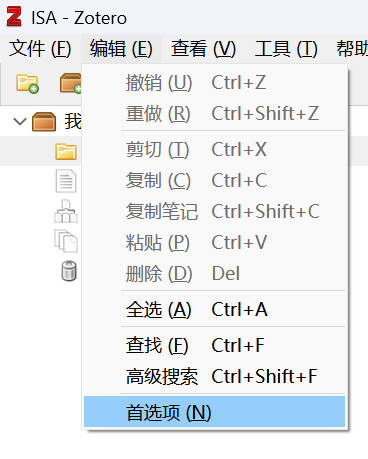 ISA - Zotero
文件 (F) 编辑 (E) 查看 (V) 工具 (T) 帮助
撤销 (U) Ctrl+Z
重做 (R) Ctrl+Shift+Z
剪切 (T) Ctrl+X
复制 (C) Ctrl+C
复制笔记 Ctrl+Shift+C
粘贴 (P) Ctrl+V
删除 (D) Del
全选 (A) Ctrl+A
查找 (F) Ctrl+F
高级搜索 Ctrl+Shift+F
首选项 (N)